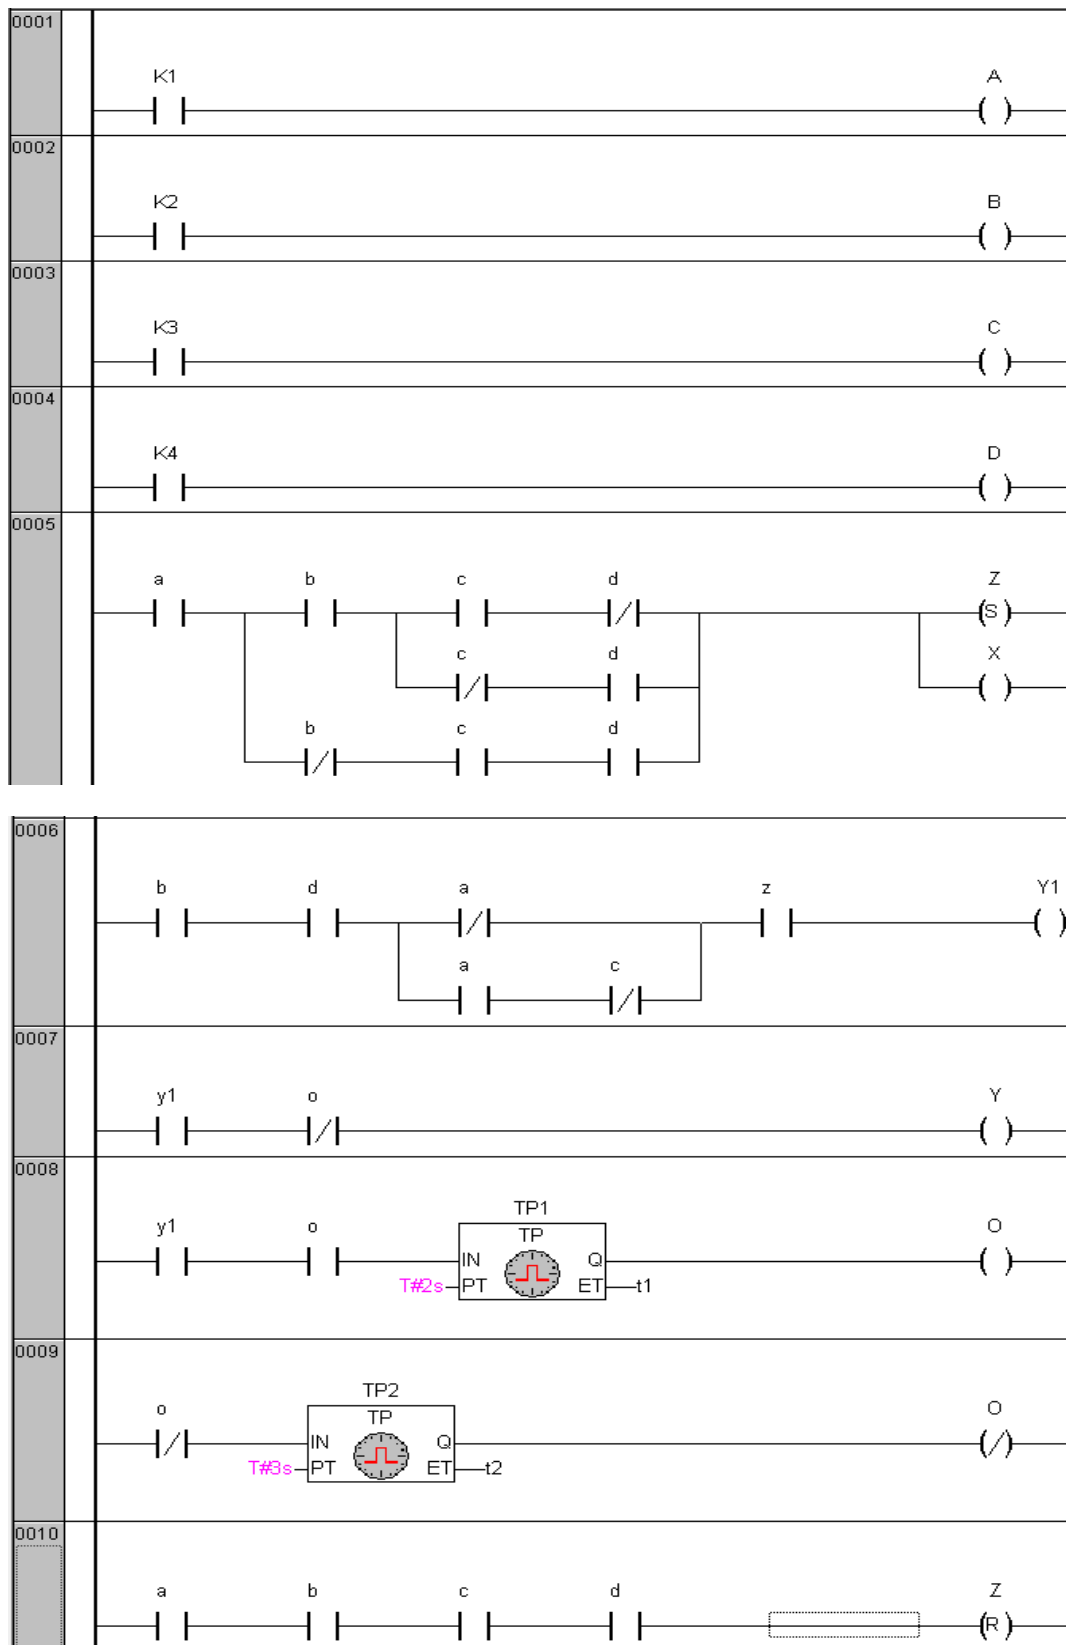 0001
K1 A
0002
K2 B
0003
K3 C
0004
K4 D
0005
a b c d Z
S
c d X
b c d
0006
b d a z Y1
a c
0007
y1 o Y
0008
TP1
y1 o TP O
IN Q
T#2s PT ET t1
0009
TP2
o TP O
IN Q
T#3s PT ET t2
0010
a b c d Z
R